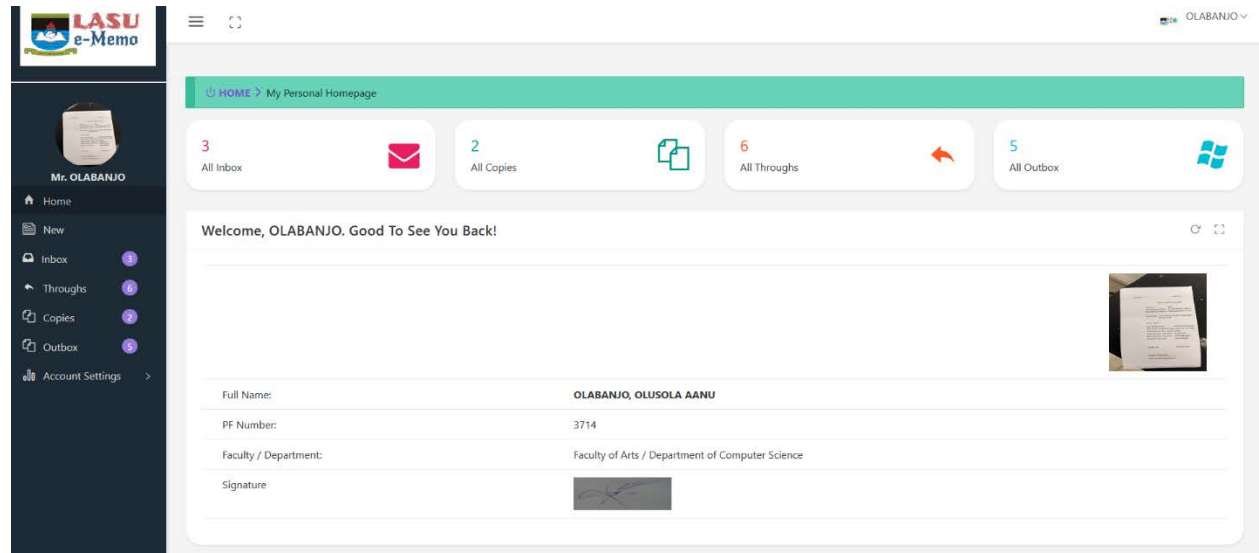 LASU
e-Memo
OLABANJO
HOME > My Personal Homepage
3
All Inbox
2
All Copies
6
All Throughs
5
All Outbox
Mr. OLABANJO
Home
New
Inbox 3
Throughs 6
Copies 2
Outbox 5
Account Settings >
Welcome, OLABANJO. Good To See You Back!
Full Name: OLABANJO, OLUSOLA AANU
PF Number: 3714
Faculty / Department: Faculty of Arts / Department of Computer Science
Signature